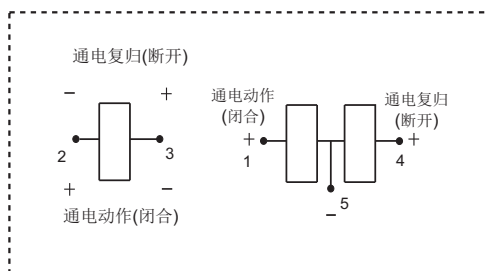 通电复归(断开)
− +
2 3
+ −
通电动作(闭合)
通电动作
(闭合)
+
1
通电复归
(断开)
+
4
5
−